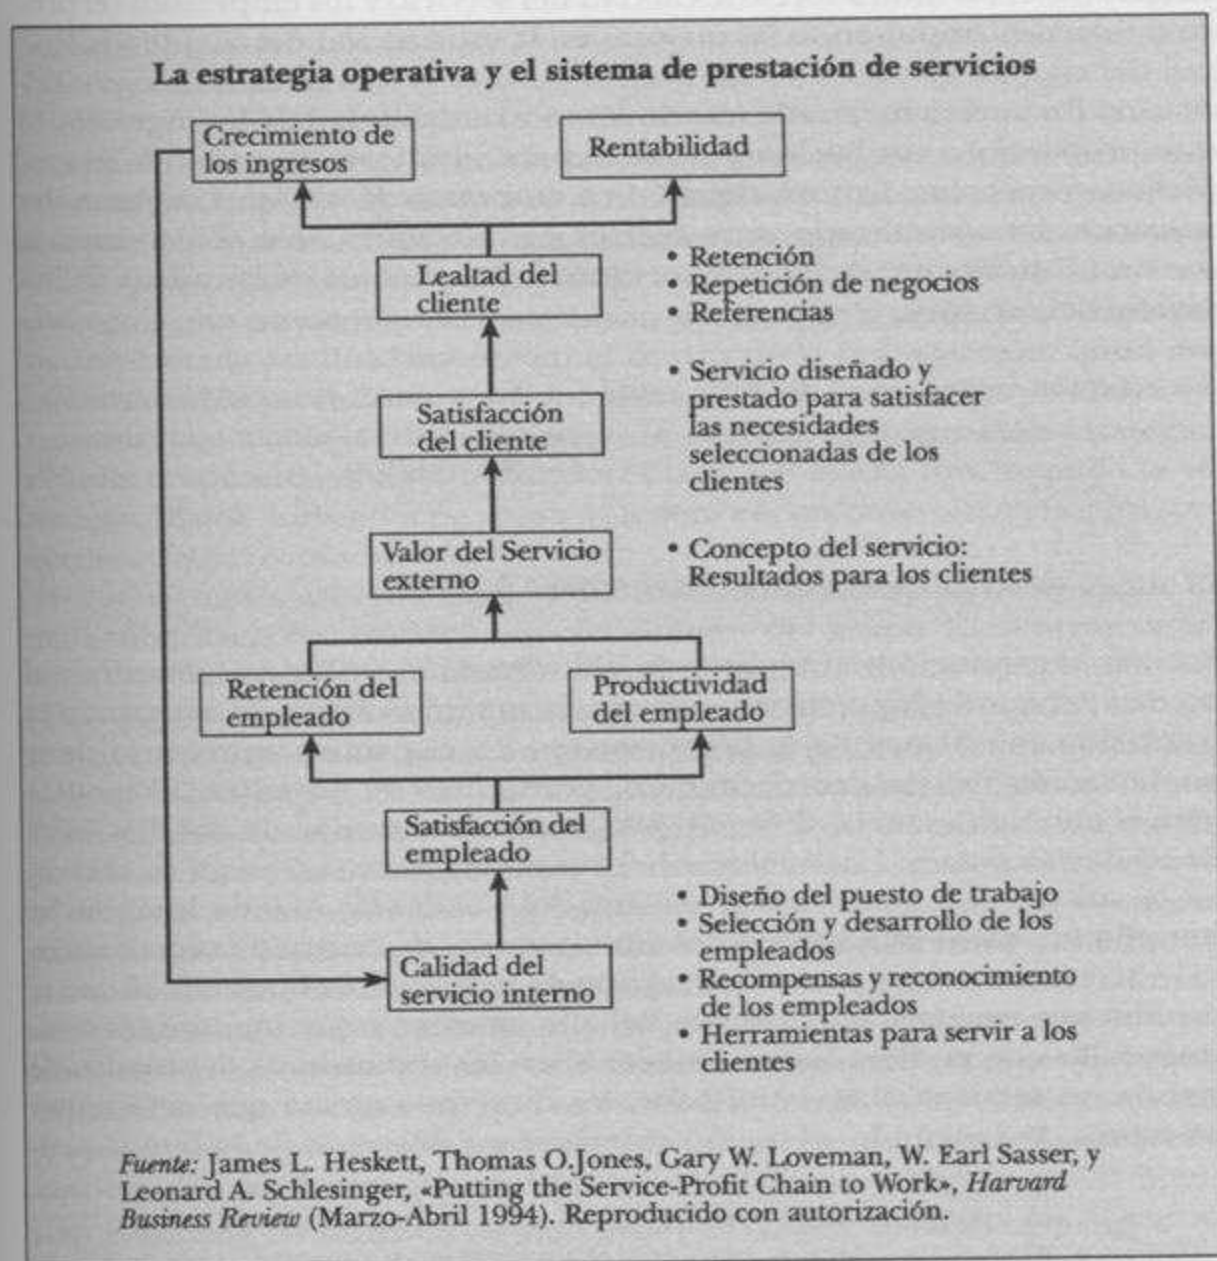 La estrategia operativa y el sistema de prestación de servicios
Crecimiento de
los ingresos
Rentabilidad
Lealtad del
cliente
• Retención
• Repetición de negocios
• Referencias
Satisfacción
del cliente
• Servicio diseñado y
prestado para satisfacer
las necesidades
seleccionadas de los
clientes
Valor del Servicio
externo
• Concepto del servicio:
Resultados para los clientes
Retención del
empleado
Productividad
del empleado
Satisfacción del
empleado
Calidad del
servicio interno
• Diseño del puesto de trabajo
• Selección y desarrollo de los
empleados
• Recompensas y reconocimiento
de los empleados
• Herramientas para servir a los
clientes
Fuente: James L. Heskett, Thomas O.Jones, Gary W. Loveman, W. Earl Sasser, y
Leonard A. Schlesinger, «Putting the Service-Profit Chain to Work», Harvard
Business Review (Marzo-Abril 1994). Reproducido con autorización.